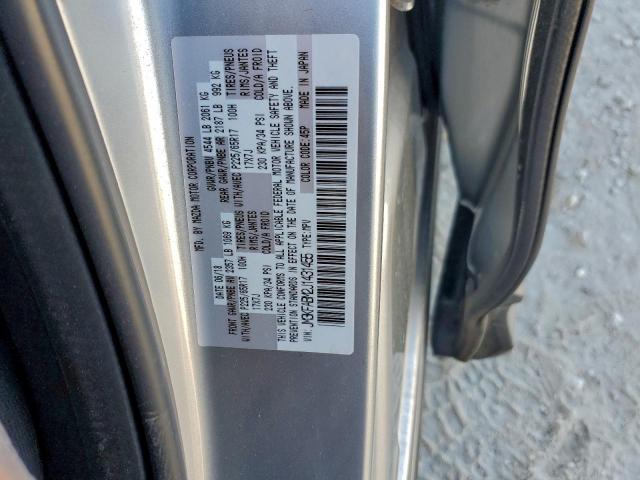 MFD. BY MAZDA MOTOR CORPORATION
DATE 06/18 GVWR/PNBV 4544 LB 2061 KG
FRONT GAWR/PNBE AV 2357 LB 1069 KG REAR GAWR/PNBE AR 2187 LB 992 KG
WITH/AVEC P225/65R17 100H TIRES/PNEUS WITH/AVEC P225/65R17 100H TIRES/PNEUS
17X7J RIMS/JANTES 17X7J RIMS/JANTES
230 KPA/34 PSI COLD/A FROID 230 KPA/34 PSI COLD/A FROID
THIS VEHICLE CONFORMS TO ALL APPLICABLE FEDERAL MOTOR VEHICLE SAFETY AND THEFT
PREVENTION STANDARDS IN EFFECT ON THE DATE OF MANUFACTURE SHOWN ABOVE.
VIN: TYPE:MPV COLOR CODE:45P MADE IN JAPAN